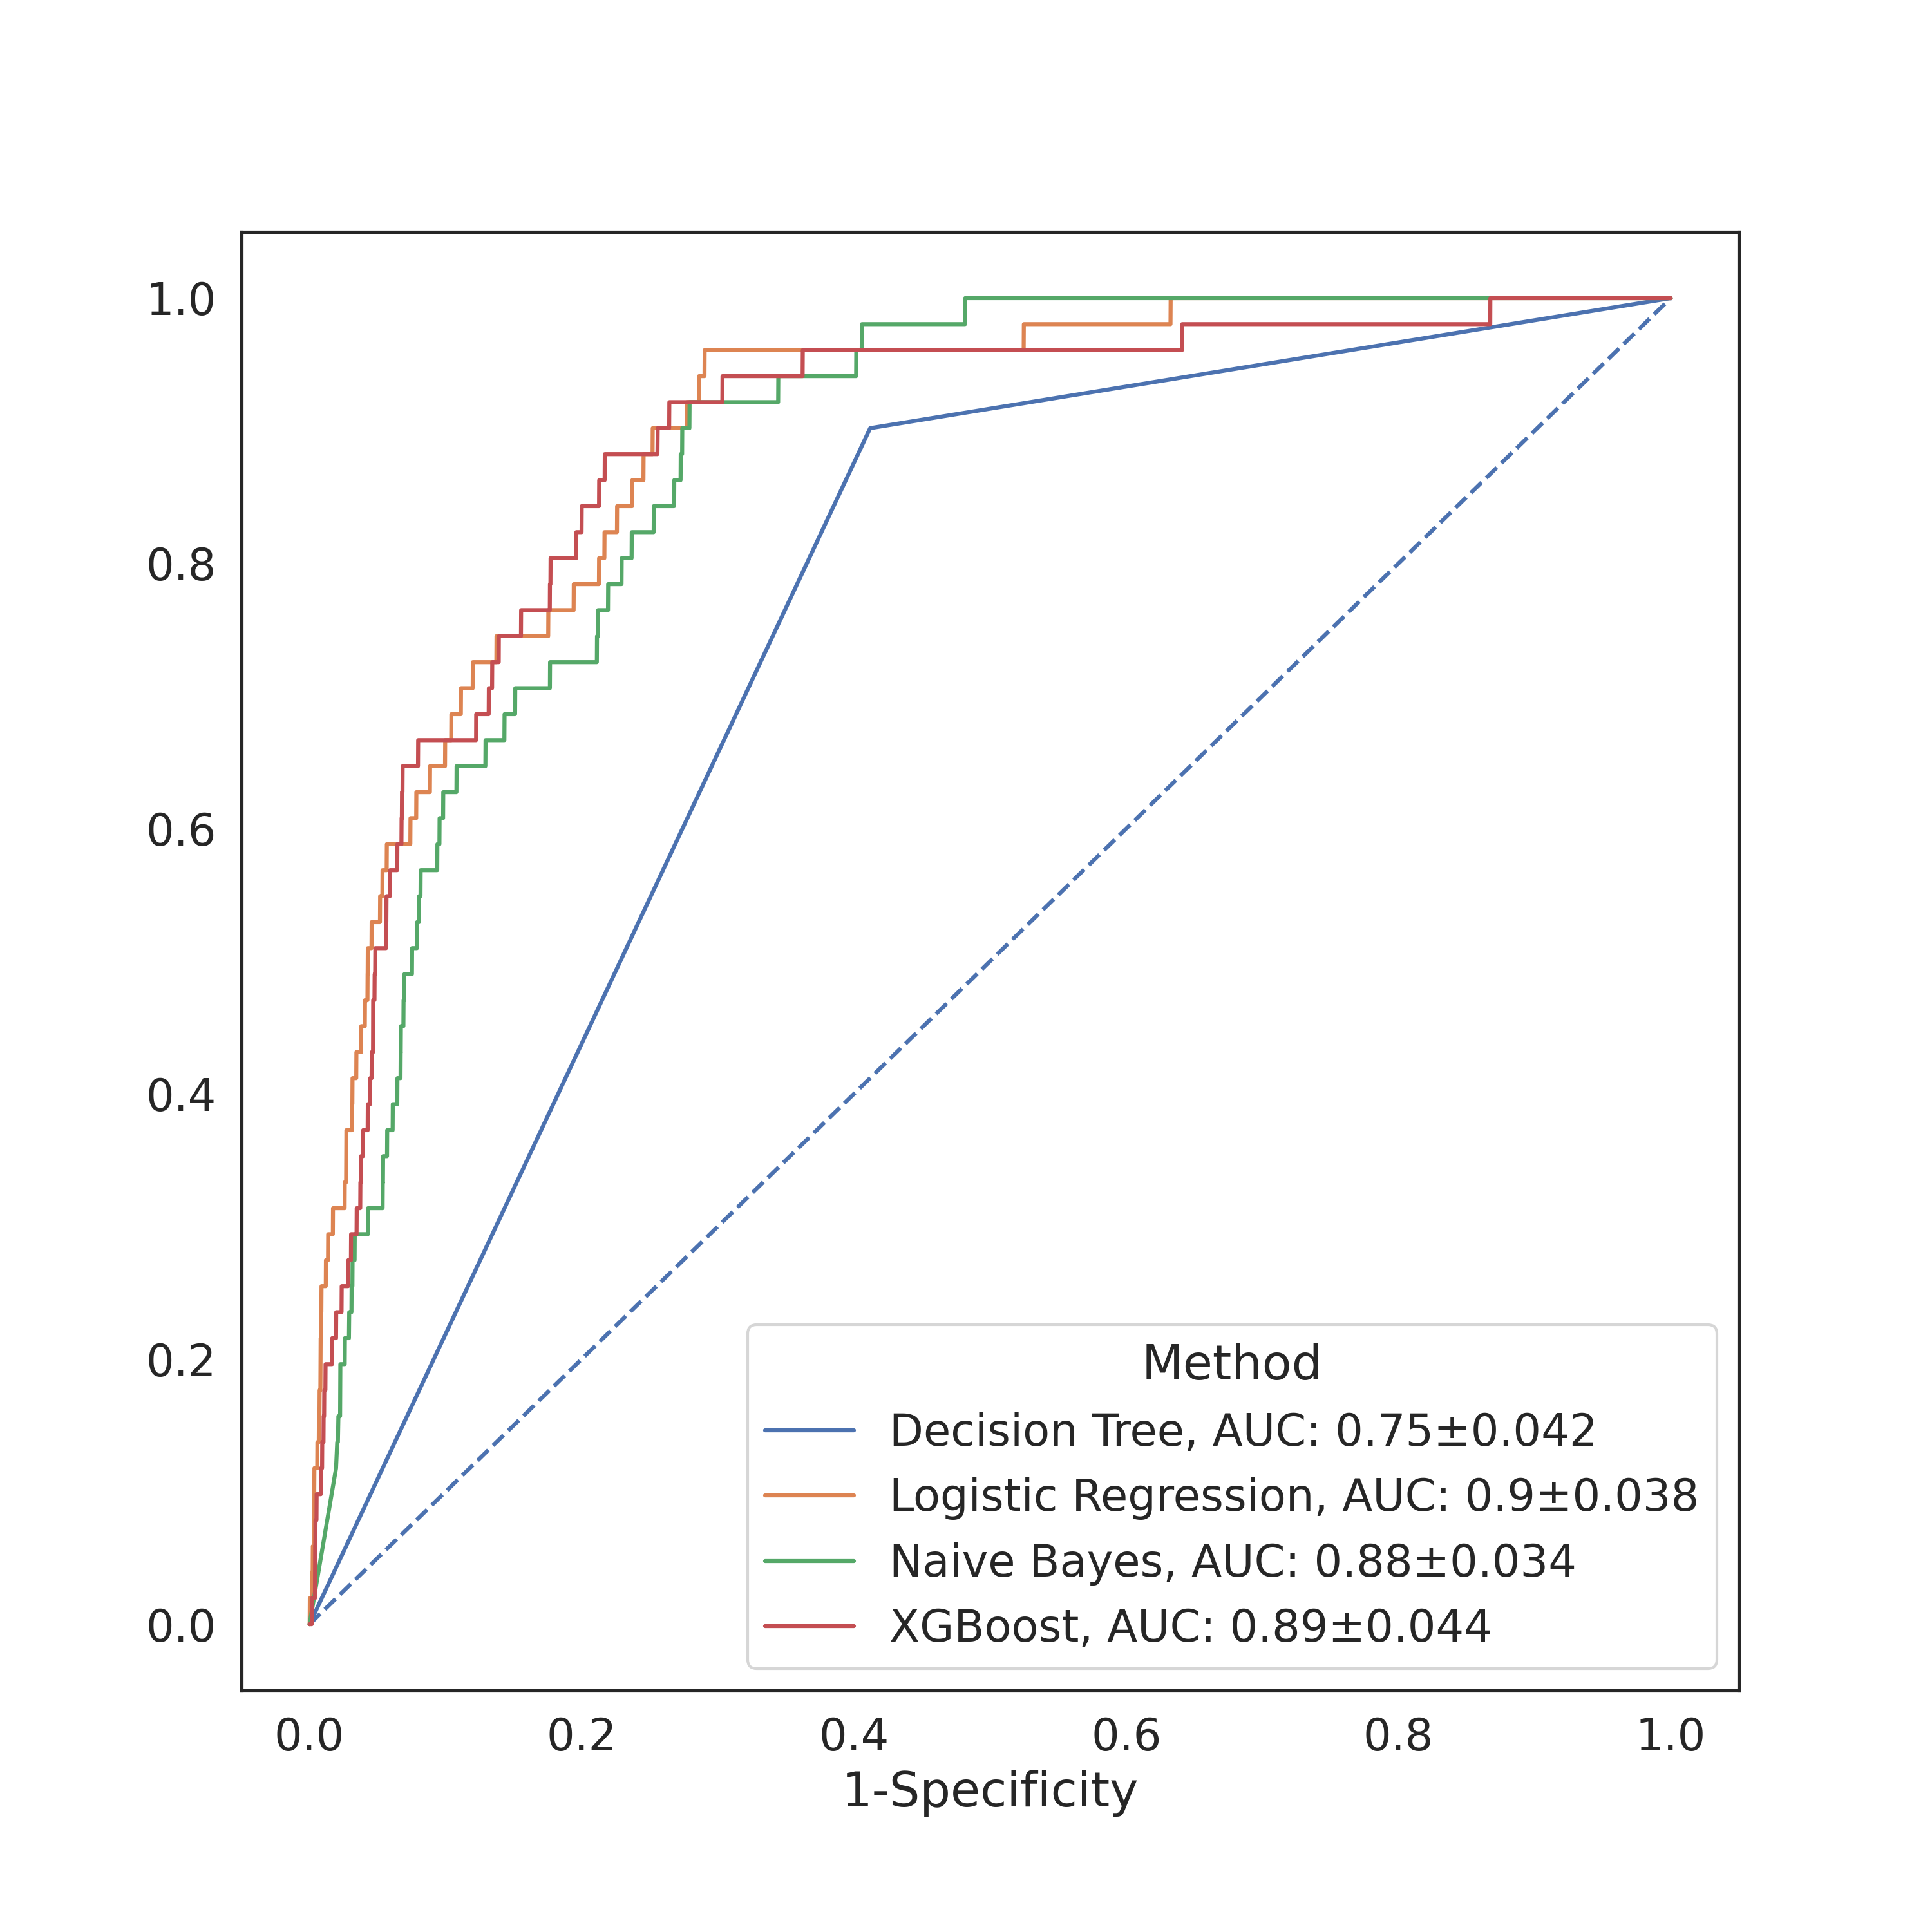 1.0
0.8
0.6
0.4
0.2
0.0
Method
Decision Tree, AUC: 0.75±0.042
Logistic Regression, AUC: 0.9±0.038
Naive Bayes, AUC: 0.88±0.034
XGBoost, AUC: 0.89±0.044
0.0 0.2 0.4 0.6 0.8 1.0
1-Specificity